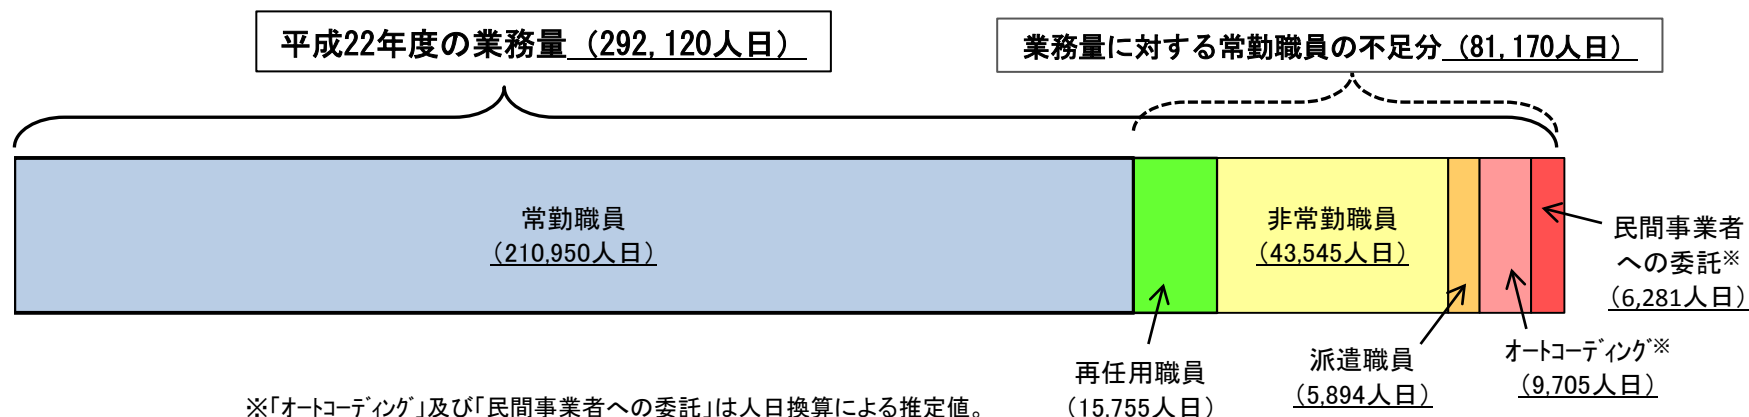 平成22年度の業務量（292,120人日）
業務量に対する常勤職員の不足分（81,170人日）
常勤職員
（210,950人日）
非常勤職員
（43,545人日）
民間事業者
への委託※
（6,281人日）
再任用職員
（15,755人日）
派遣職員
（5,894人日）
オートコーディング※
（9,705人日）
※「オートコーディング」及び「民間事業者への委託」は人日換算による推定値。